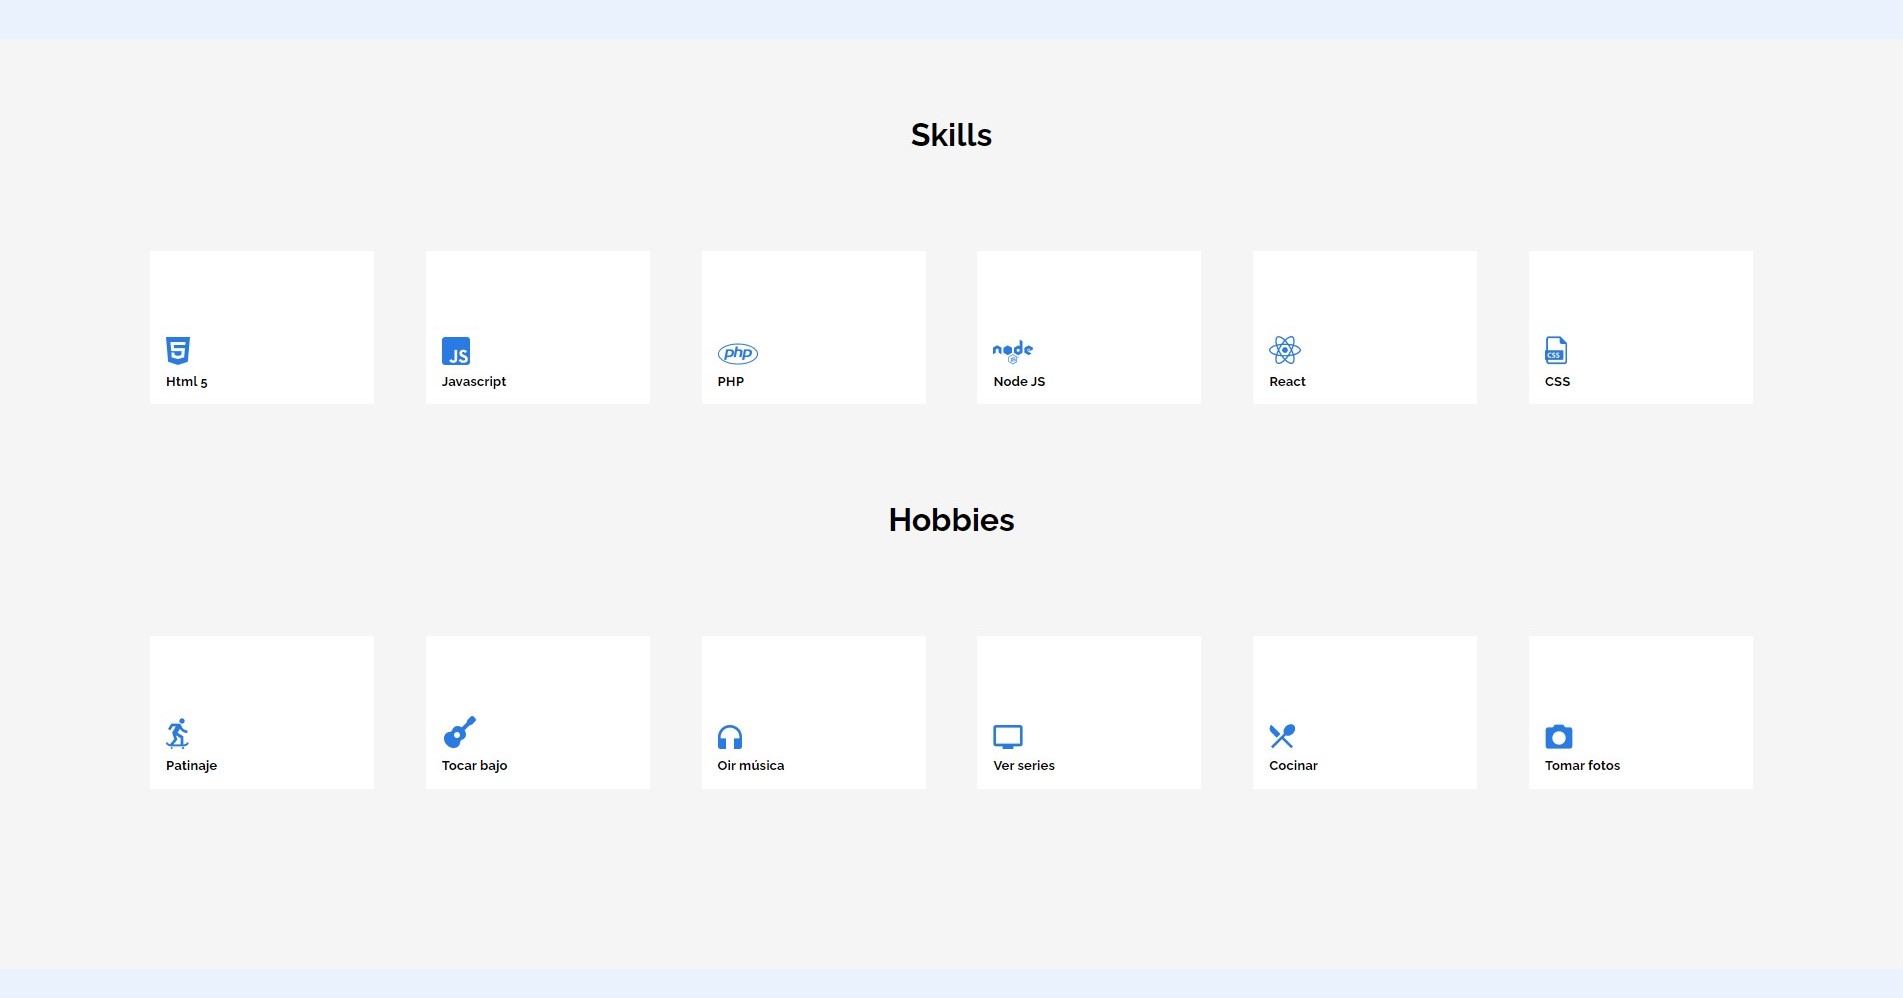 Skills
JS
php
node
CSS
Html 5
Javascript
PHP
Node JS
React
CSS
Hobbies
Patinaje
Tocar bajo
Oir música
Ver series
Cocinar
Tomar fotos